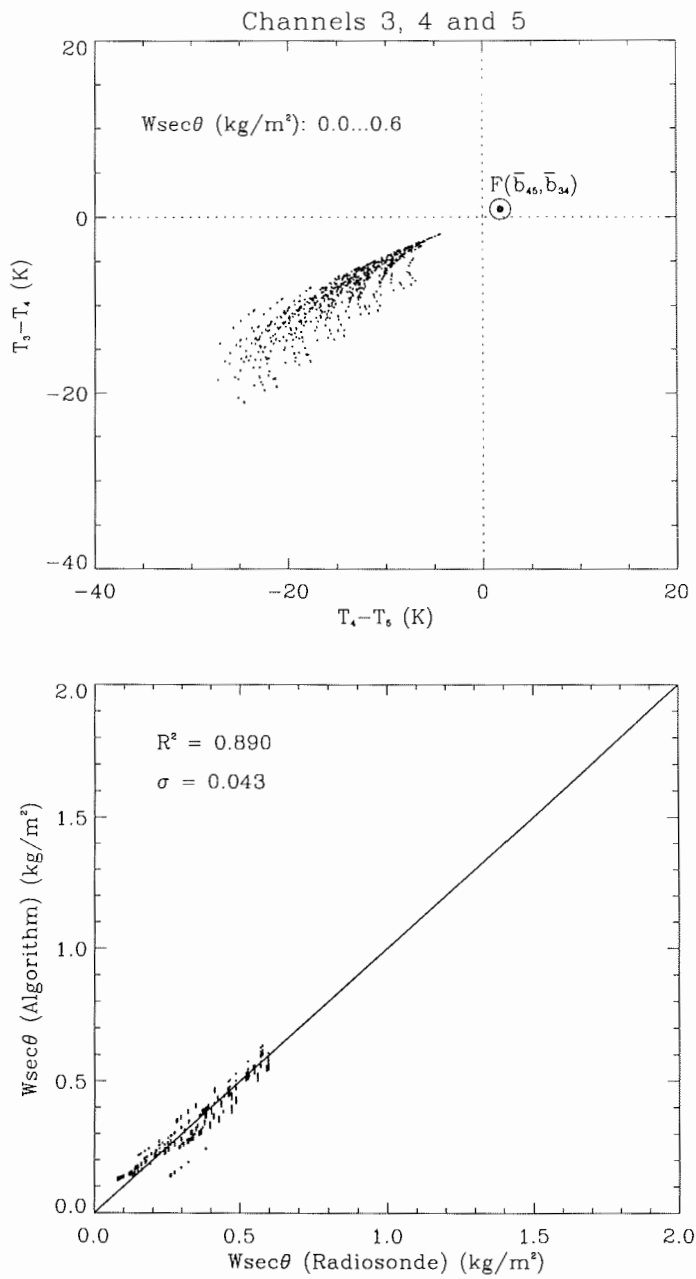 Channels 3, 4 and 5
20
Wsecθ (kg/m²): 0.0...0.6
F(b̅₄₅,b̅₃₄)
0
T₃−T₄ (K)
−20
−40
−40 −20 0 20
T₄−T₅ (K)
2.0
R² = 0.890
σ = 0.043
1.5
Wsecθ (Algorithm) (kg/m²)
1.0
0.5
0.0
0.0 0.5 1.0 1.5 2.0
Wsecθ (Radiosonde) (kg/m²)